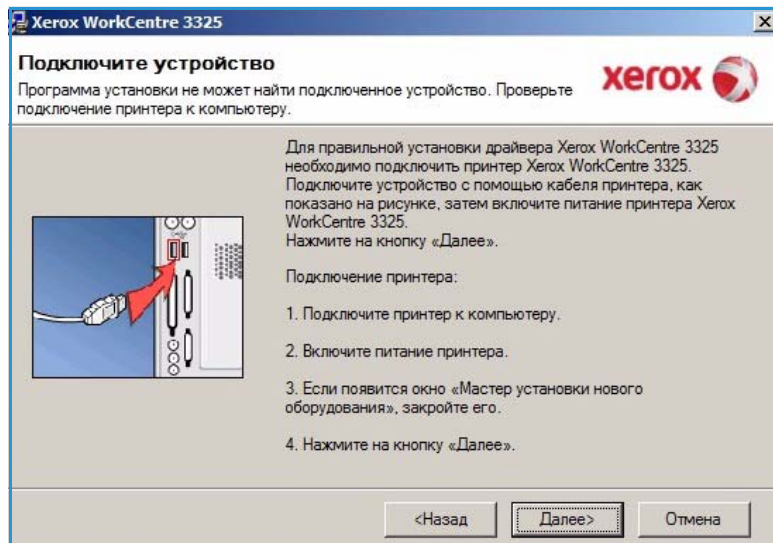 Xerox WorkCentre 3325
Подключите устройство
Программа установки не может найти подключенное устройство. Проверьте
подключение принтера к компьютеру.
xerox
Для правильной установки драйвера Xerox WorkCentre 3325
необходимо подключить принтер Xerox WorkCentre 3325.
Подключите устройство с помощью кабеля принтера, как
показано на рисунке, затем включите питание принтера Xerox
WorkCentre 3325.
Нажмите на кнопку «Далее».
Подключение принтера:
1. Подключите принтер к компьютеру.
2. Включите питание принтера.
3. Если появится окно «Мастер установки нового
оборудования», закройте его.
4. Нажмите на кнопку «Далее».
<Назад
Далее>
Отмена